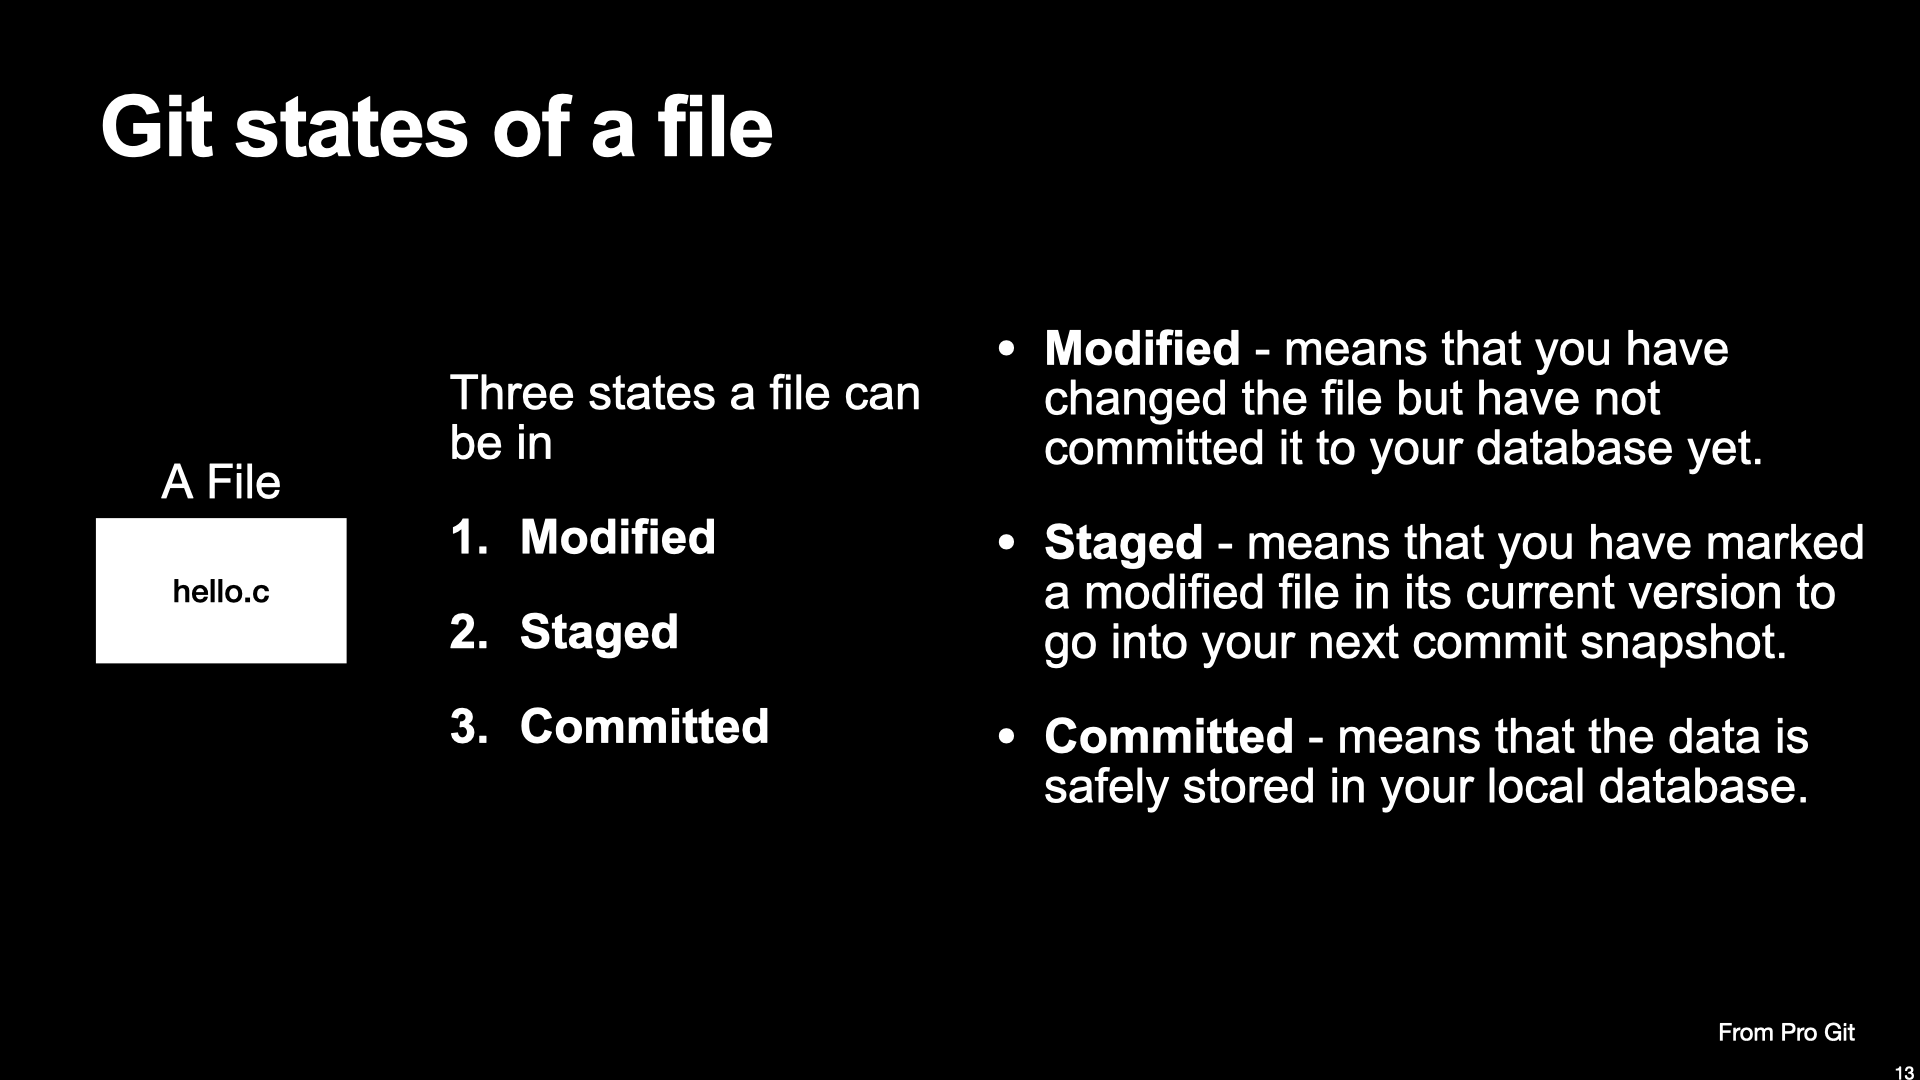 Git states of a file
A File
hello.c
Three states a file can
be in
1. Modified
2. Staged
3. Committed
• Modified - means that you have
changed the file but have not
committed it to your database yet.
• Staged - means that you have marked
a modified file in its current version to
go into your next commit snapshot.
• Committed - means that the data is
safely stored in your local database.
From Pro Git
13